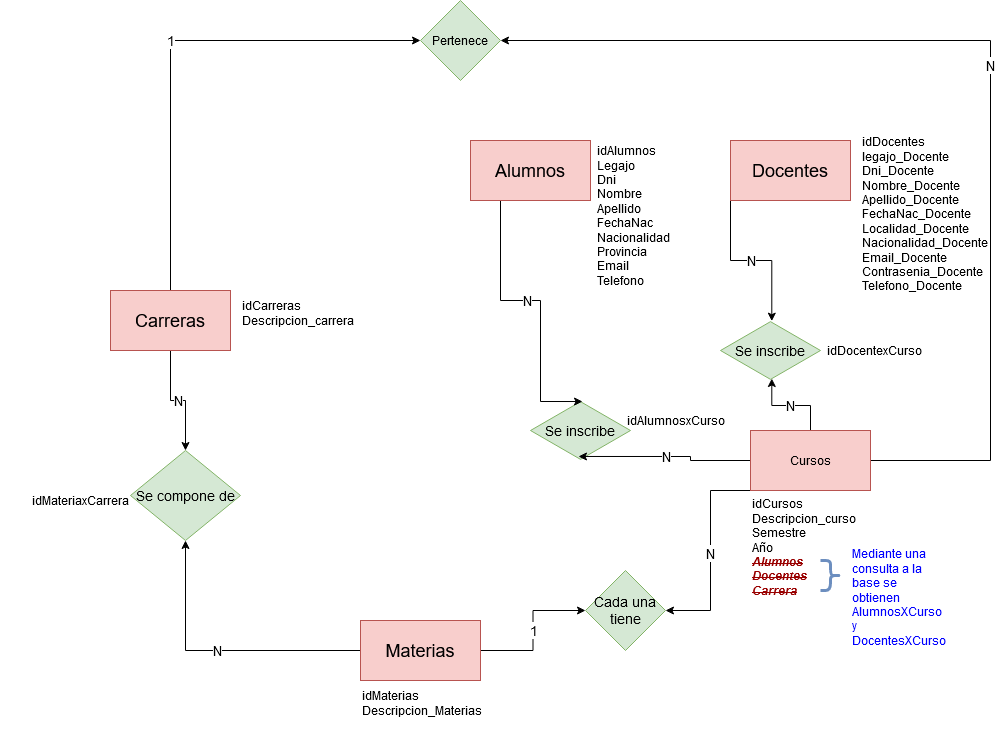 Pertenece
1
N
Alumnos
idAlumnos
Legajo
Dni
Nombre
Apellido
FechaNac
Nacionalidad
Provincia
Email
Telefono
Docentes
idDocentes
legajo_Docente
Dni_Docente
Nombre_Docente
Apellido_Docente
FechaNac_Docente
Localidad_Docente
Nacionalidad_Docente
Email_Docente
Contrasenia_Docente
Telefono_Docente
N
N
Carreras
idCarreras
Descripcion_carrera
Se inscribe
idDocentexCurso
N
N
Se inscribe
idAlumnosxCurso
N
Cursos
idCursos
Descripcion_curso
Semestre
Año
Alumnos
Docentes
Carrera
Mediante una
consulta a la
base se
obtienen
AlumnosXCurso
y
DocentesXCurso
idMateriaxCarrera
Se compone de
N
Cada una
tiene
1
N
Materias
idMaterias
Descripcion_Materias